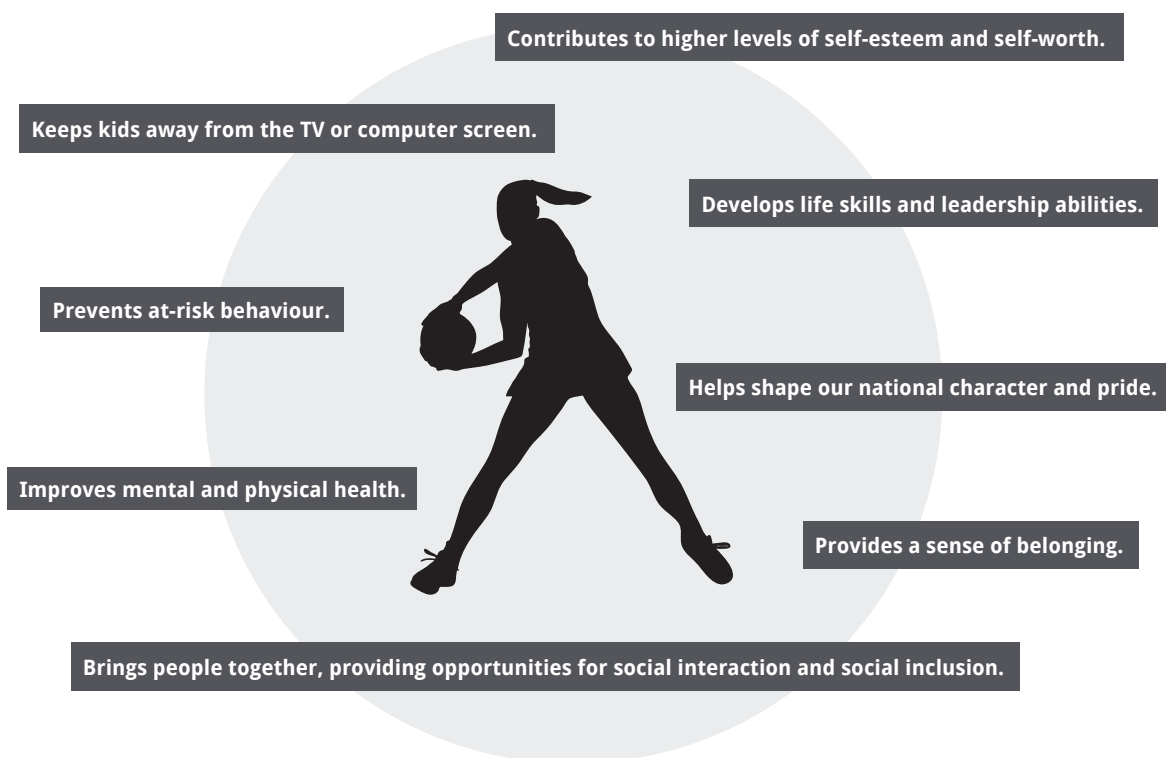 Contributes to higher levels of self-esteem and self-worth.
Keeps kids away from the TV or computer screen.
Develops life skills and leadership abilities.
Prevents at-risk behaviour.
Helps shape our national character and pride.
Improves mental and physical health.
Provides a sense of belonging.
Brings people together, providing opportunities for social interaction and social inclusion.